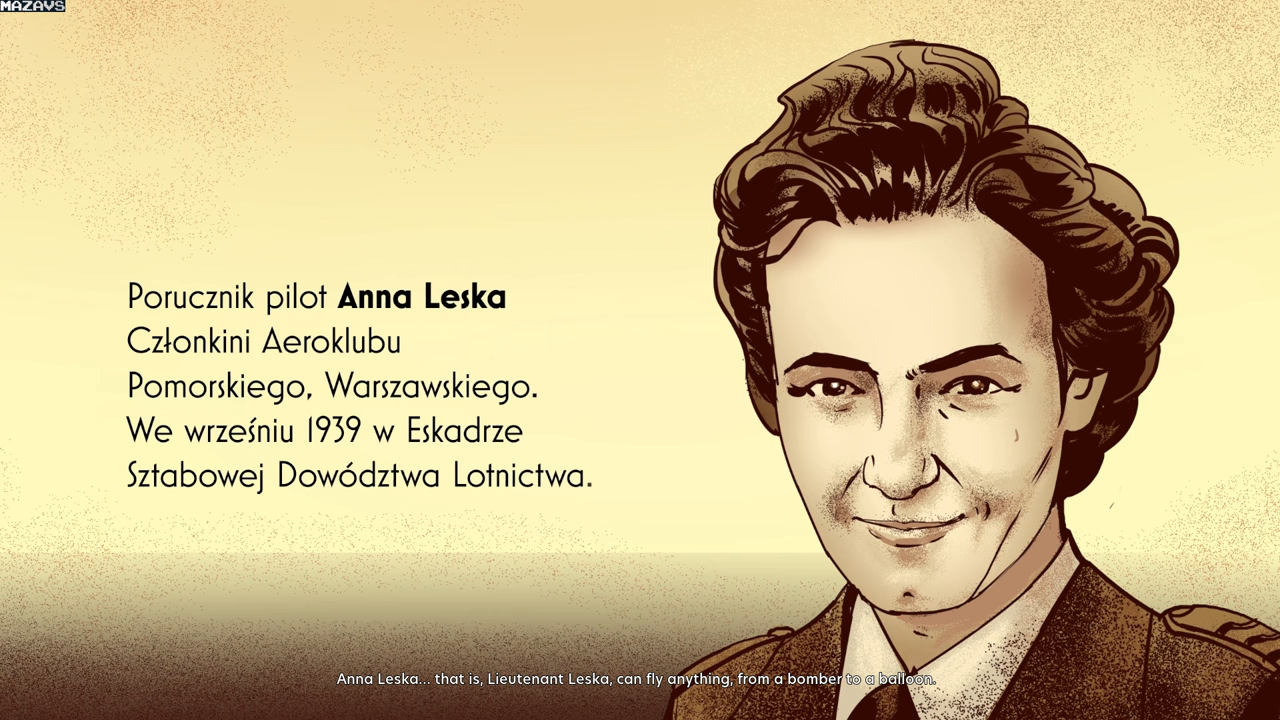 MAZAVS
Porucznik pilot Anna Leska
Członkini Aeroklubu
Pomorskiego, Warszawskiego.
We wrześniu 1939 w Eskadrze
Sztabowej Dowództwa Lotnictwa.
Anna Leska... that is, Lieutenant Leska, can fly anything, from a bomber to a balloon.